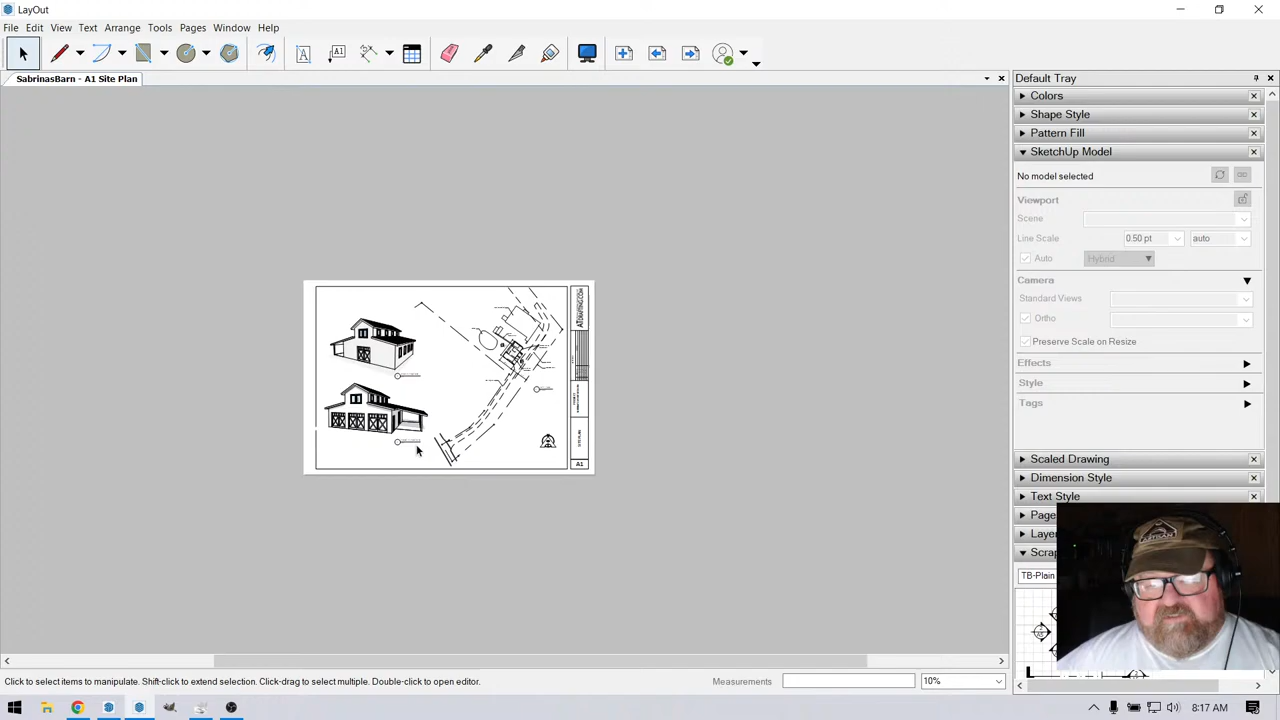 LayOut
File Edit View Text Arrange Tools Pages Window Help
SabrinasBarn - A1 Site Plan
Default Tray
Colors
Shape Style
Pattern Fill
SketchUp Model
No model selected
Viewport
Scene
Line Scale 0.50 pt auto
Auto Hybrid
Camera
Standard Views
Ortho
Preserve Scale on Resize
Effects
Style
Tags
Scaled Drawing
Dimension Style
Text Style
Page
Laye
Scrap
TB-Plain
SITE PLAN
A1
Click to select items to manipulate. Shift-click to extend selection. Click-drag to select multiple. Double-click to open editor.
Measurements
10%
8:17 AM